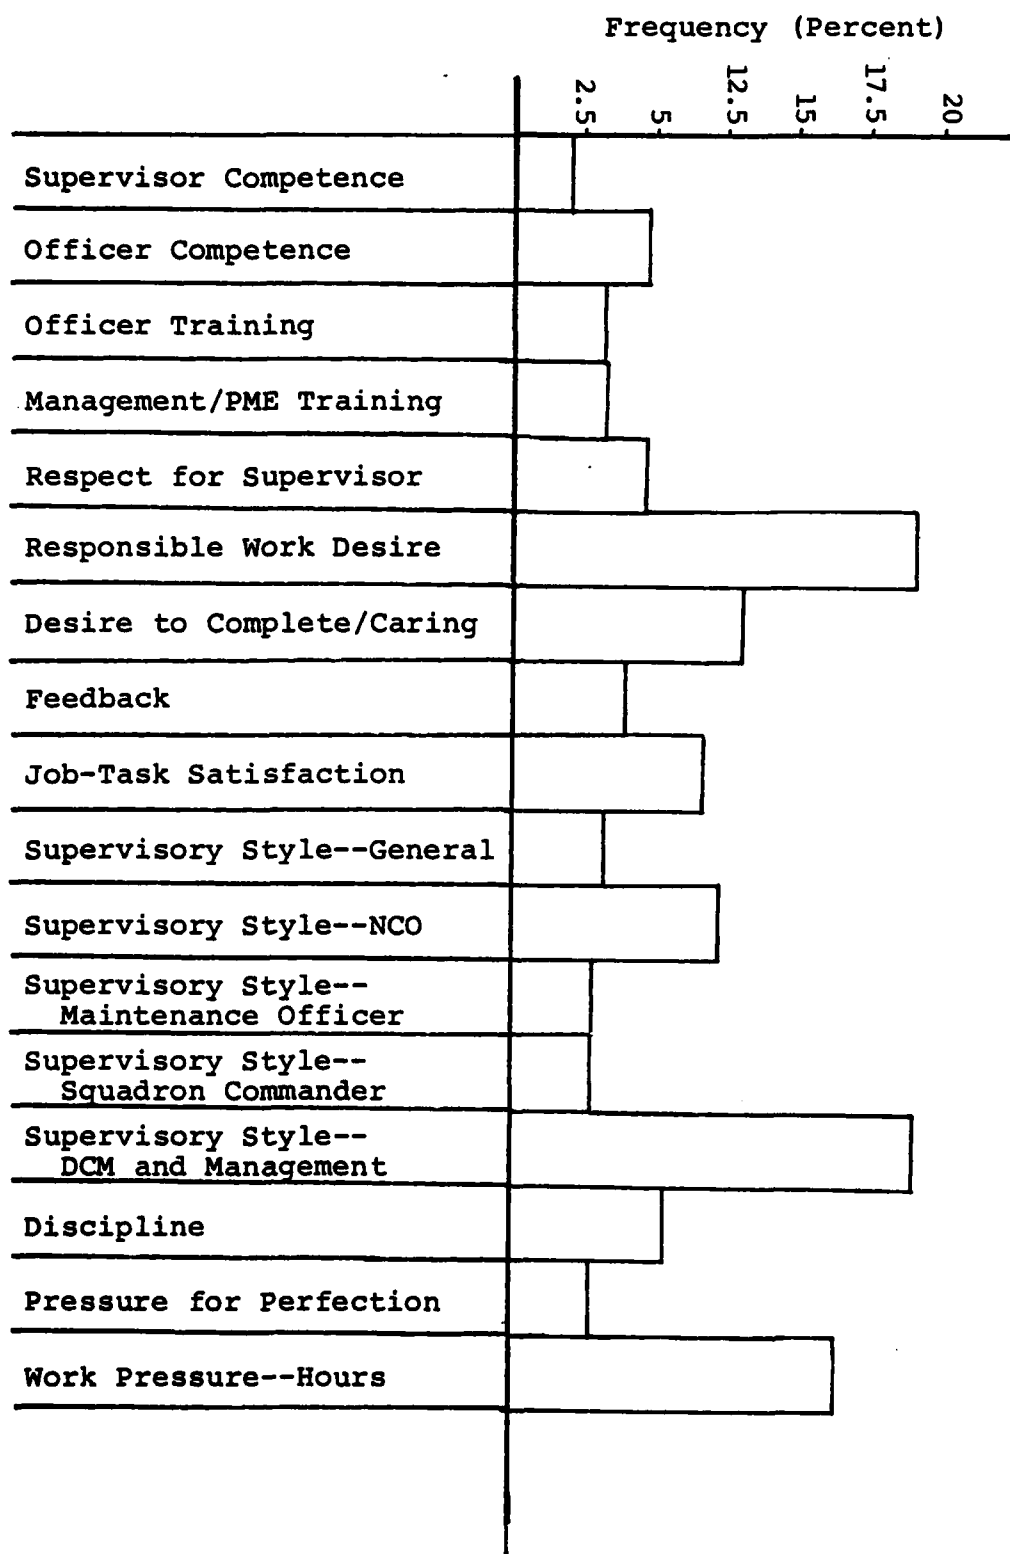 Frequency (Percent)
2.5
5
12.5
15
17.5
20
Supervisor Competence
Officer Competence
Officer Training
Management/PME Training
Respect for Supervisor
Responsible Work Desire
Desire to Complete/Caring
Feedback
Job-Task Satisfaction
Supervisory Style--General
Supervisory Style--NCO
Supervisory Style--
Maintenance Officer
Supervisory Style--
Squadron Commander
Supervisory Style--
DCM and Management
Discipline
Pressure for Perfection
Work Pressure--Hours